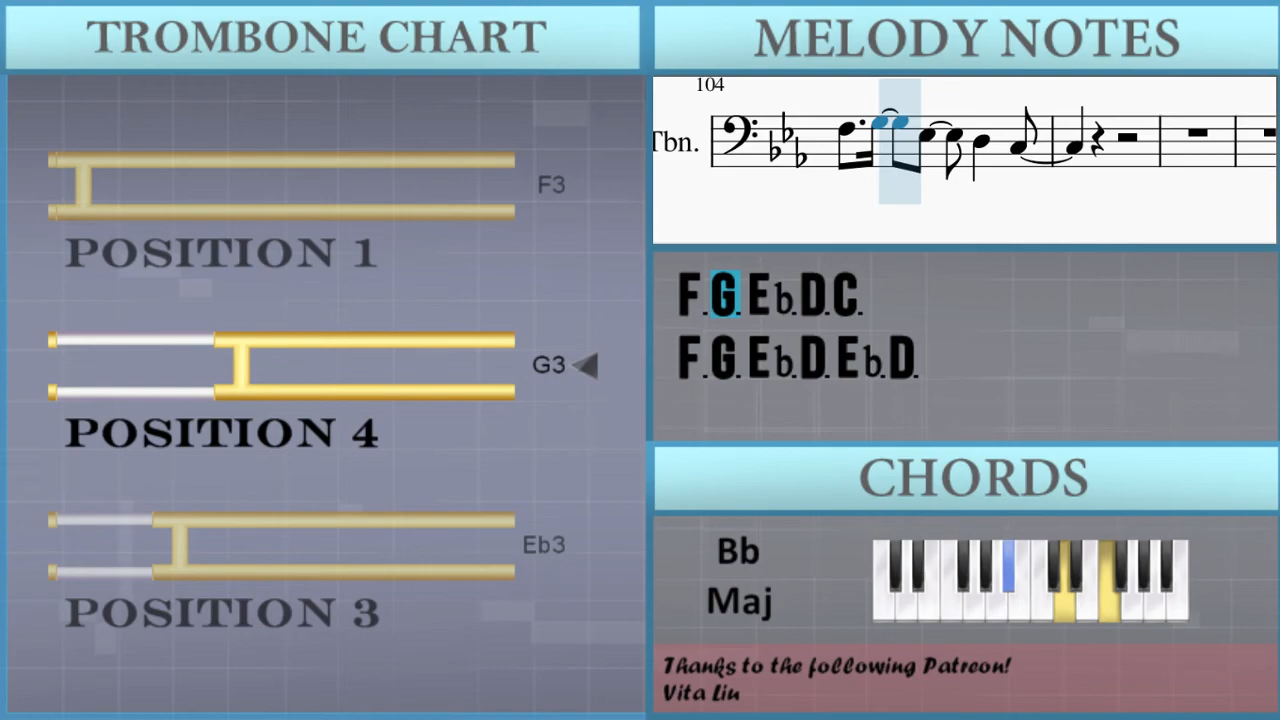 TROMBONE CHART
F3
POSITION 1
G3
POSITION 4
Eb3
POSITION 3
MELODY NOTES
104
Tbn.
F.G.Eb.D.C.
F.G.Eb.D.Eb.D.
CHORDS
Bb
Maj
Thanks to the following Patreon!
Vita Liu